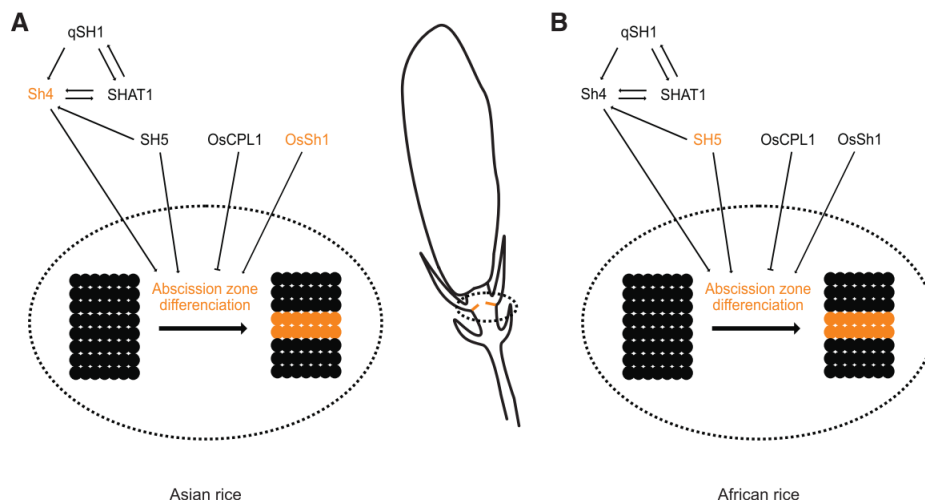 A
qSH1
Sh4
SHAT1
SH5
OsCPL1
OsSh1
Abscission zone
differenciation
Asian rice
B
qSH1
Sh4
SHAT1
SH5
OsCPL1
OsSh1
Abscission zone
differenciation
African rice